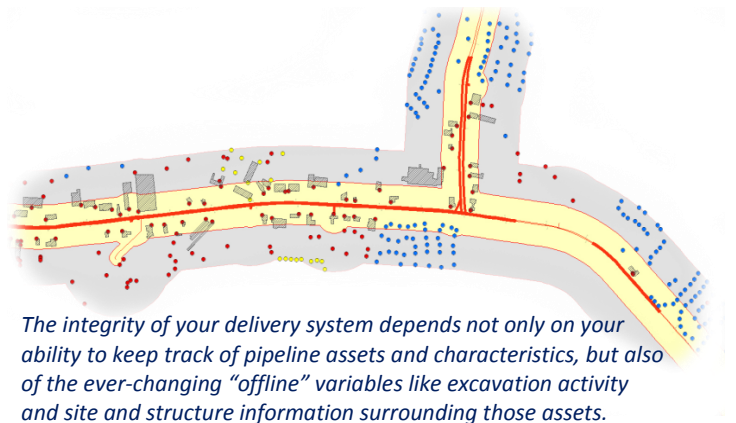 The integrity of your delivery system depends not only on your
ability to keep track of pipeline assets and characteristics, but also
of the ever-changing “offline” variables like excavation activity
and site and structure information surrounding those assets.